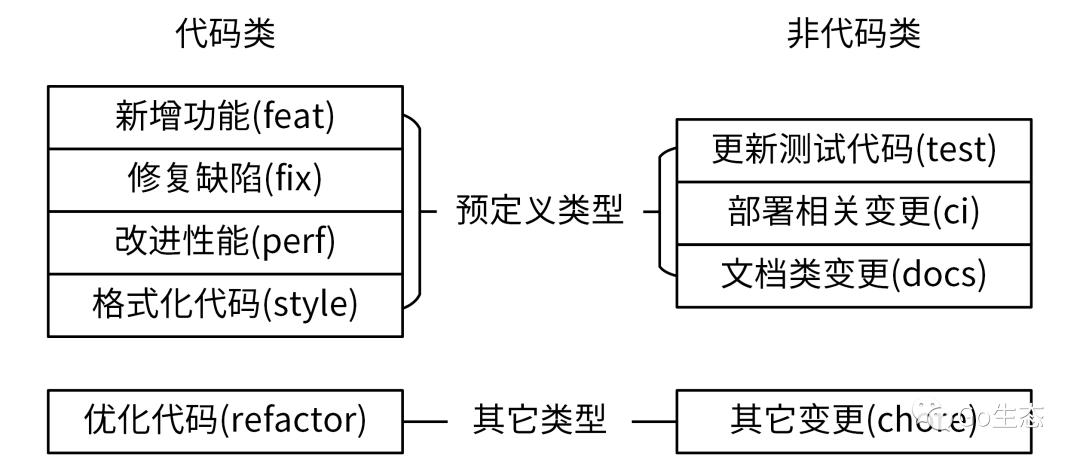 代码类
非代码类
新增功能(feat)
修复缺陷(fix)
改进性能(perf)
格式化代码(style)
预定义类型
更新测试代码(test)
部署相关变更(ci)
文档类变更(docs)
优化代码(refactor)
其它类型
其它变更(chore)
Go生态